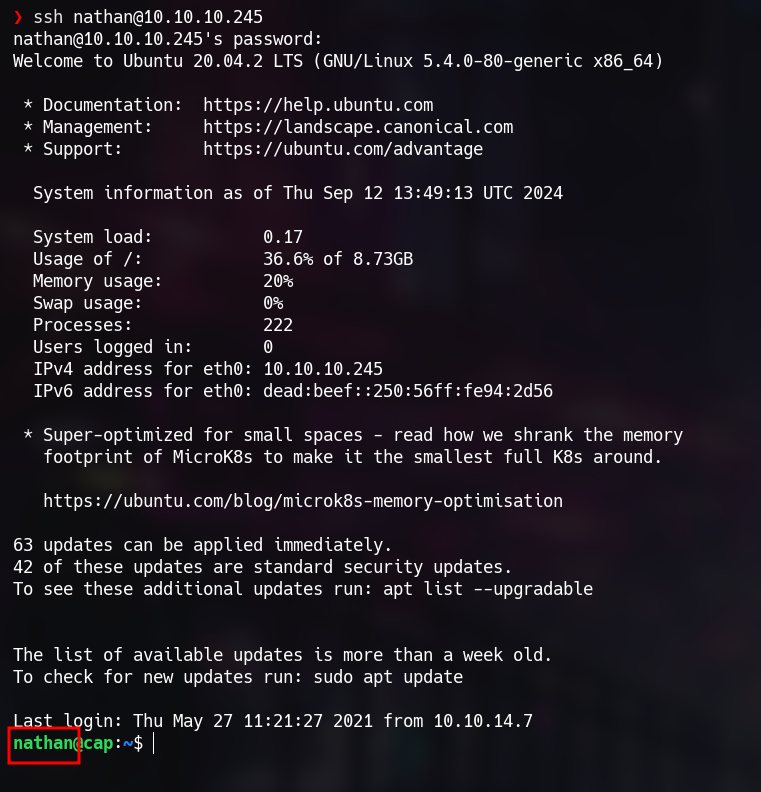 ❯ ssh nathan@10.10.10.245
nathan@10.10.10.245's password:
Welcome to Ubuntu 20.04.2 LTS (GNU/Linux 5.4.0-80-generic x86_64)
* Documentation:  https://help.ubuntu.com
* Management:     https://landscape.canonical.com
* Support:        https://ubuntu.com/advantage
System information as of Thu Sep 12 13:49:13 UTC 2024
System load:           0.17
Usage of /:            36.6% of 8.73GB
Memory usage:          20%
Swap usage:            0%
Processes:             222
Users logged in:       0
IPv4 address for eth0: 10.10.10.245
IPv6 address for eth0: dead:beef::250:56ff:fe94:2d56
* Super-optimized for small spaces - read how we shrank the memory
footprint of MicroK8s to make it the smallest full K8s around.
https://ubuntu.com/blog/microk8s-memory-optimisation
63 updates can be applied immediately.
42 of these updates are standard security updates.
To see these additional updates run: apt list --upgradable
The list of available updates is more than a week old.
To check for new updates run: sudo apt update
Last login: Thu May 27 11:21:27 2021 from 10.10.14.7
nathan@cap:~$